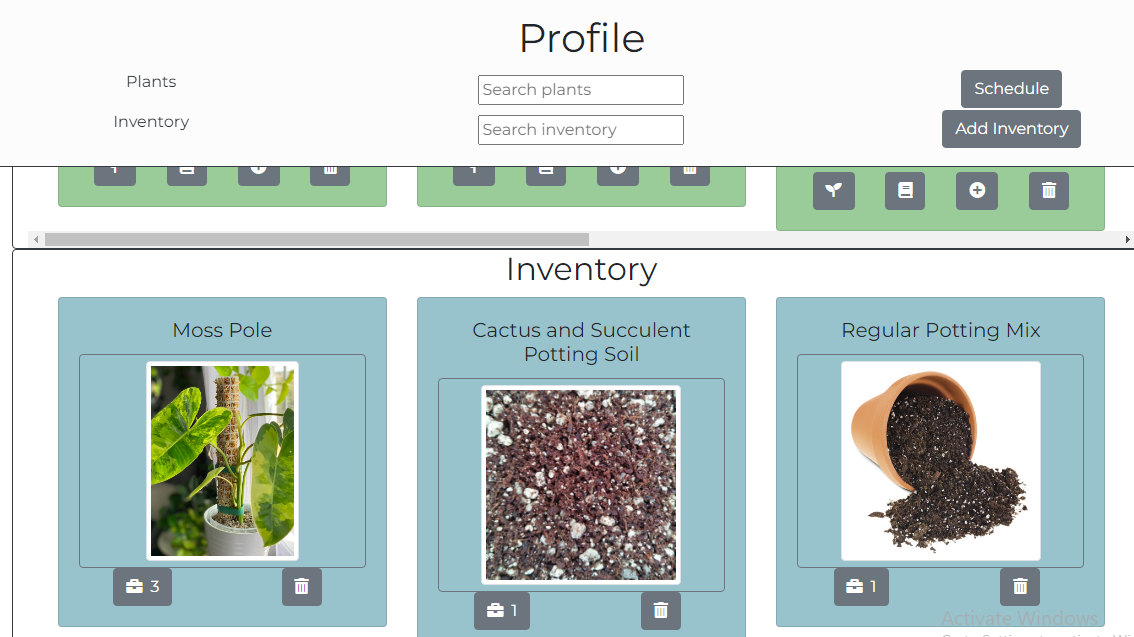 Profile
Plants
Search plants
Schedule
Inventory
Search inventory
Add Inventory
Inventory
Moss Pole
Cactus and Succulent
Potting Soil
Regular Potting Mix
3
1
1
Activate Windows